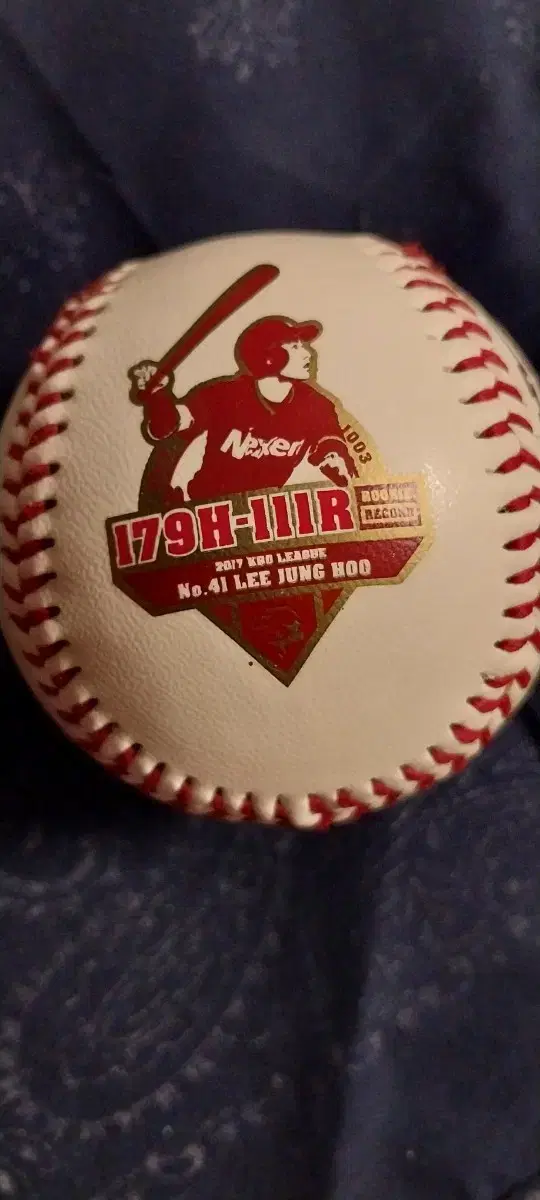 Nexen
1003
179H-111R
ROOKIE
RECORD
2017 KBO LEAGUE
No.41 LEE JUNG HOO